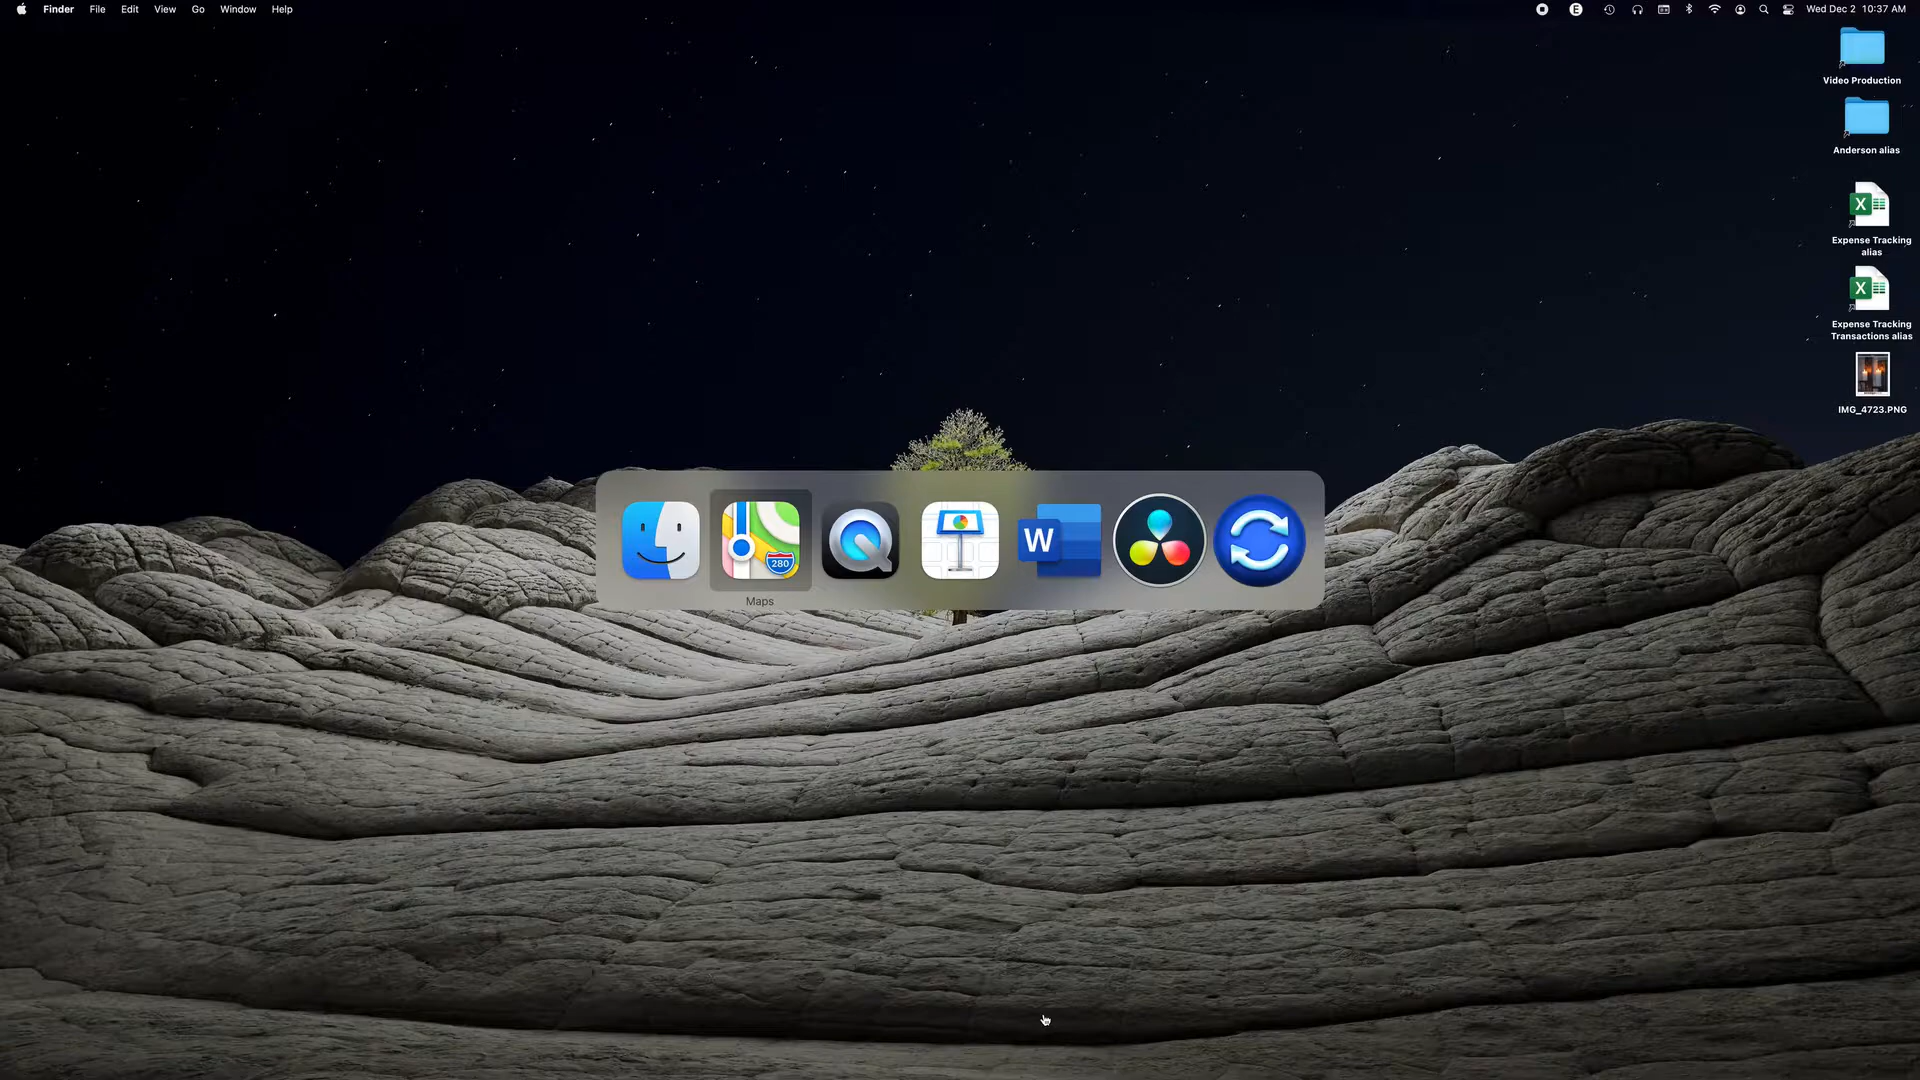 Finder File Edit View Go Window Help
E
Wed Dec 2 10:37 AM
Video Production
Anderson alias
X
Expense Tracking
alias
X
Expense Tracking
Transactions alias
IMG_4723.PNG
280
W
Maps